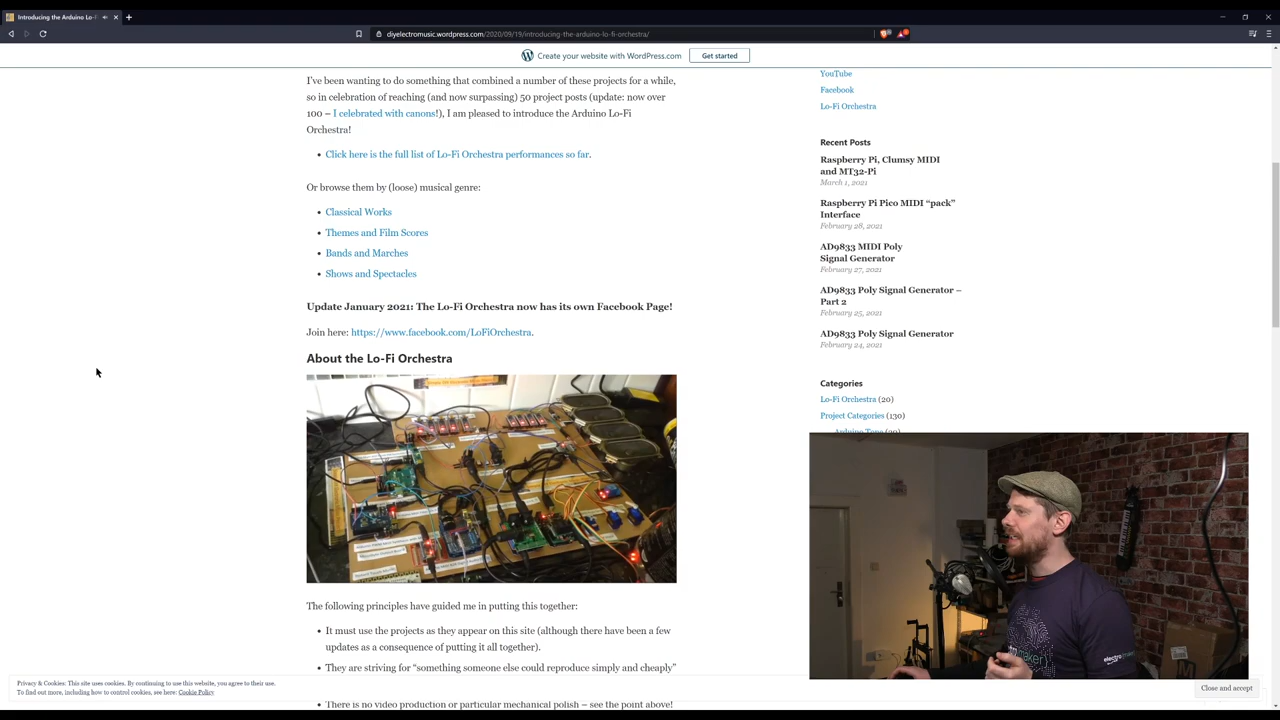 Introducing the Arduino Lo-F
diyelectromusic.wordpress.com/2020/09/19/introducing-the-arduino-lo-fi-orchestra/
Create your website with WordPress.com
Get started
I've been wanting to do something that combined a number of these projects for a while,
so in celebration of reaching (and now surpassing) 50 project posts (update: now over
100 – I celebrated with canons!), I am pleased to introduce the Arduino Lo-Fi
Orchestra!
• Click here is the full list of Lo-Fi Orchestra performances so far.
Or browse them by (loose) musical genre:
• Classical Works
• Themes and Film Scores
• Bands and Marches
• Shows and Spectacles
Update January 2021: The Lo-Fi Orchestra now has its own Facebook Page!
Join here: https://www.facebook.com/LoFiOrchestra.
About the Lo-Fi Orchestra
The following principles have guided me in putting this together:
• It must use the projects as they appear on this site (although there have been a few
updates as a consequence of putting it all together).
• They are striving for "something someone else could reproduce simply and cheaply"
• There is no video production or particular mechanical polish – see the point above!
YouTube
Facebook
Lo-Fi Orchestra
Recent Posts
Raspberry Pi, Clumsy MIDI
and MT32-Pi
March 1, 2021
Raspberry Pi Pico MIDI "pack"
Interface
February 28, 2021
AD9833 MIDI Poly
Signal Generator
February 27, 2021
AD9833 Poly Signal Generator –
Part 2
February 25, 2021
AD9833 Poly Signal Generator
February 24, 2021
Categories
Lo-Fi Orchestra (20)
Project Categories (130)
Arduino Tone
maker
electromaker
Privacy & Cookies: This site uses cookies. By continuing to use this website, you agree to their use.
To find out more, including how to control cookies, see here: Cookie Policy
Close and accept